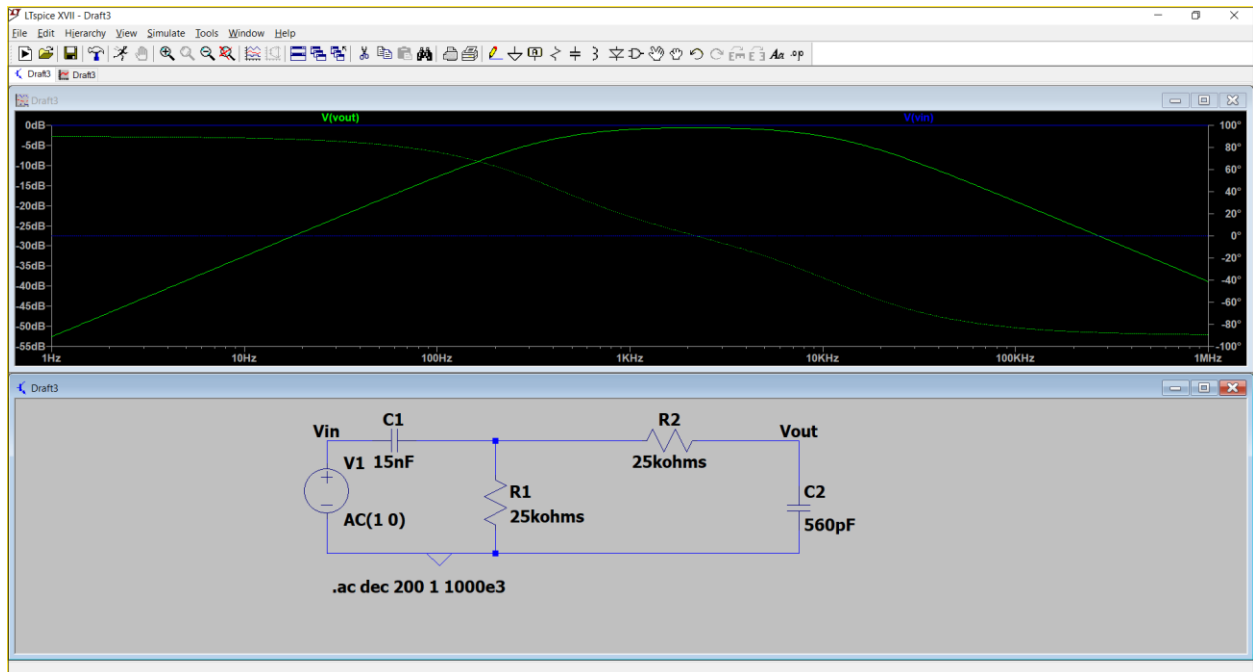 LTspice XVII - Draft3
File Edit Hierarchy View Simulate Tools Window Help
Draft3 Draft3
Draft3
V(vout) V(vin)
0dB 100°
-5dB 80°
-10dB 60°
-15dB 40°
-20dB 20°
-25dB 0°
-30dB -20°
-35dB -40°
-40dB -60°
-45dB -80°
-50dB -100°
-55dB
1Hz 10Hz 100Hz 1KHz 10KHz 100KHz 1MHz
Draft3
Vin C1 R2 Vout
V1 15nF 25kohms
R1 C2
AC(1 0) 25kohms 560pF
.ac dec 200 1 1000e3